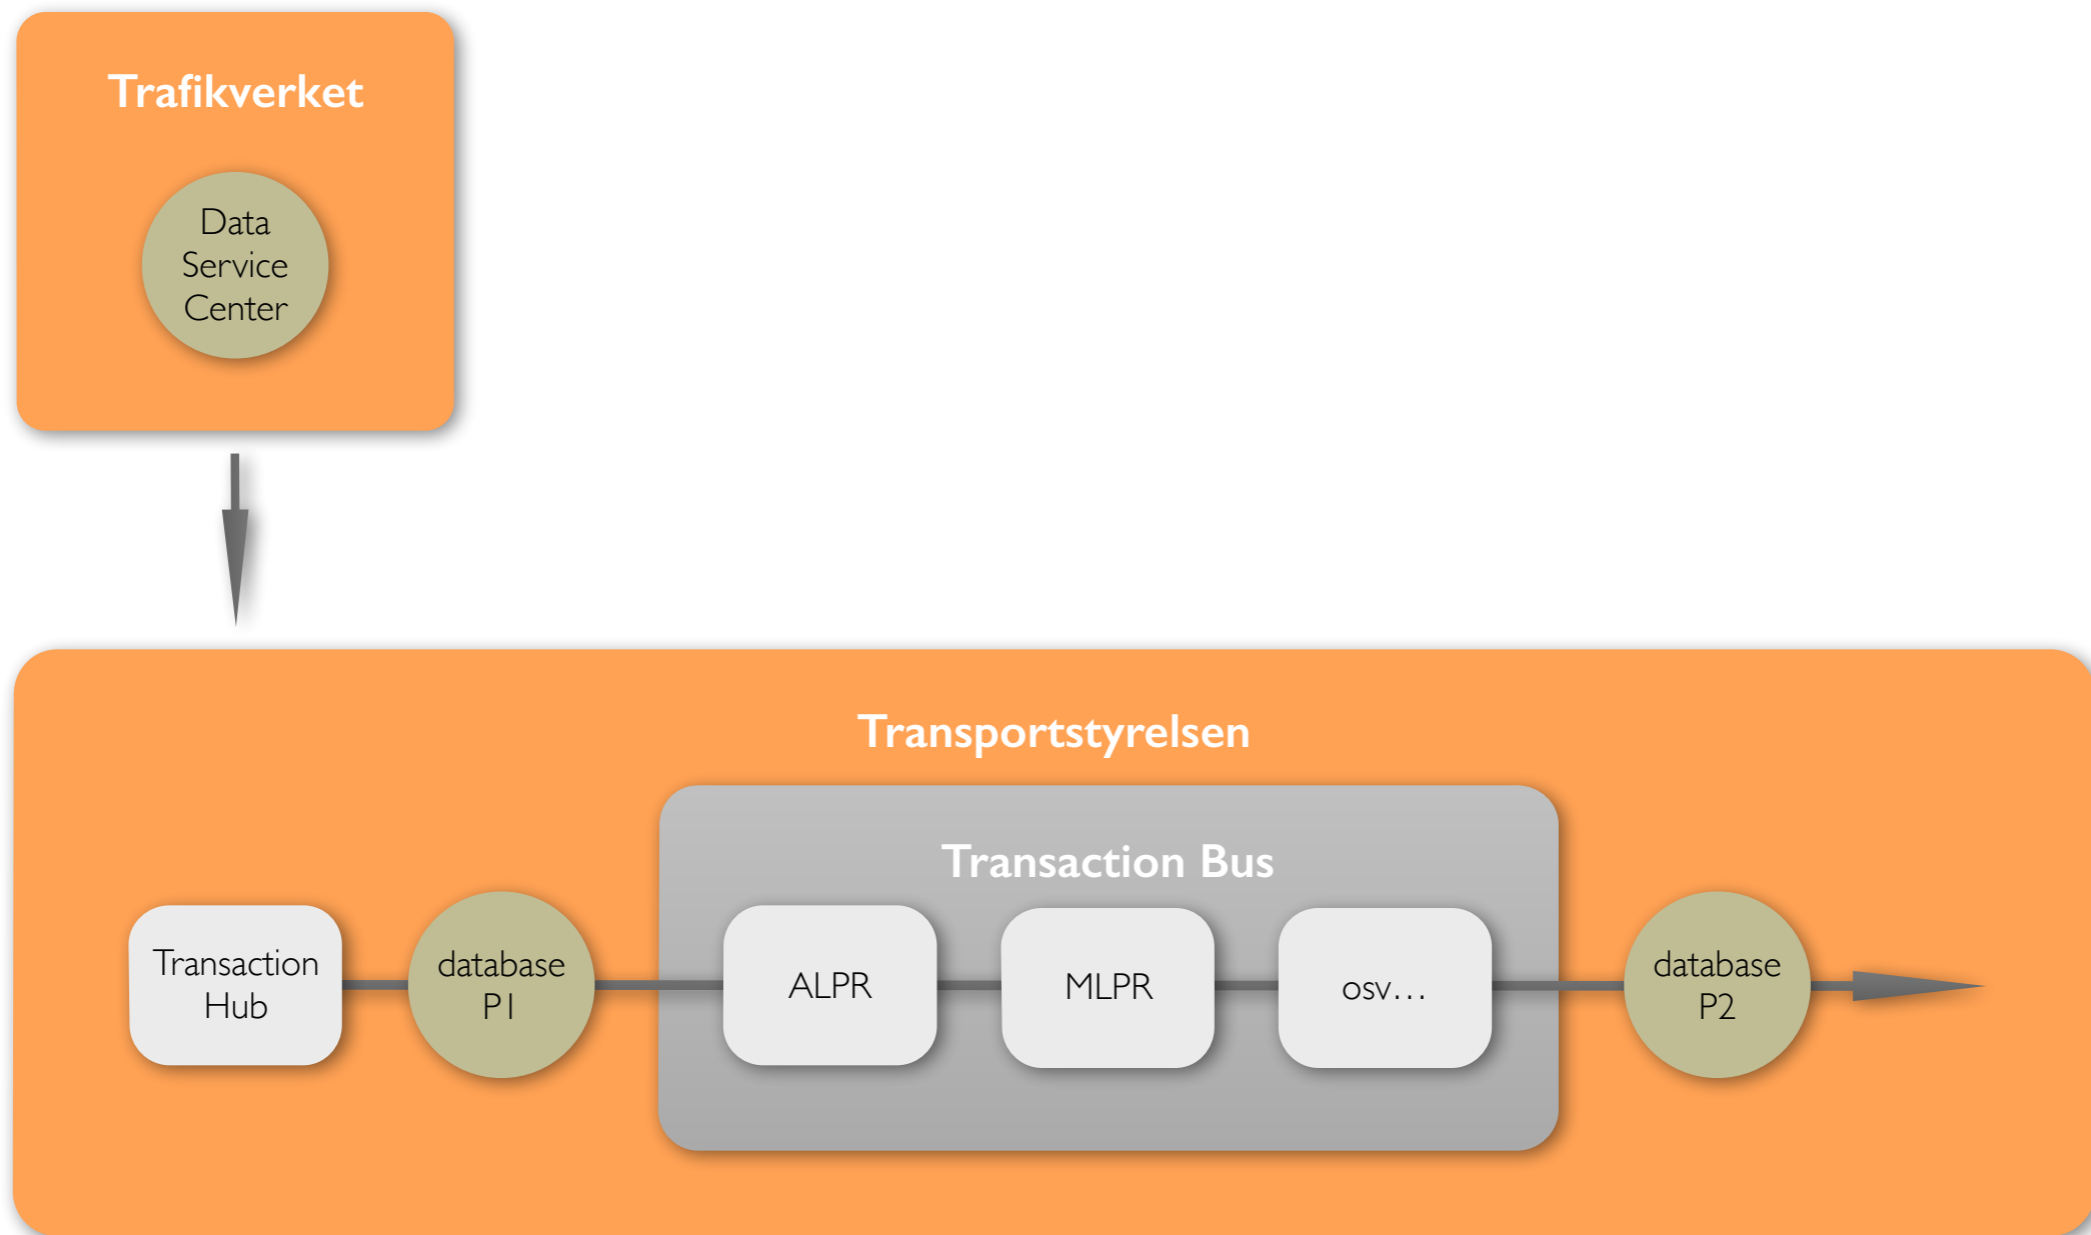 Trafikverket
Data
Service
Center
Transportstyrelsen
Transaction Bus
Transaction
Hub
database
P1
ALPR
MLPR
osv...
database
P2